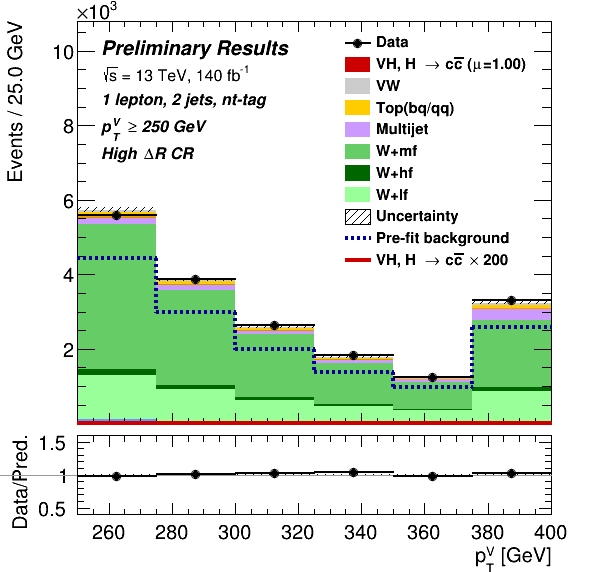 ×10³
Events / 25.0 GeV
10
8
6
4
2
Preliminary Results
√s = 13 TeV, 140 fb⁻¹
1 lepton, 2 jets, nt-tag
p_T^V ≥ 250 GeV
High ΔR CR
Data
VH, H → cc̅ (μ=1.00)
VW
Top(bq/qq)
Multijet
W+mf
W+hf
W+lf
Uncertainty
Pre-fit background
VH, H → cc̅ × 200
Data/Pred.
1.5
1
0.5
260 280 300 320 340 360 380 400
p_T^V [GeV]